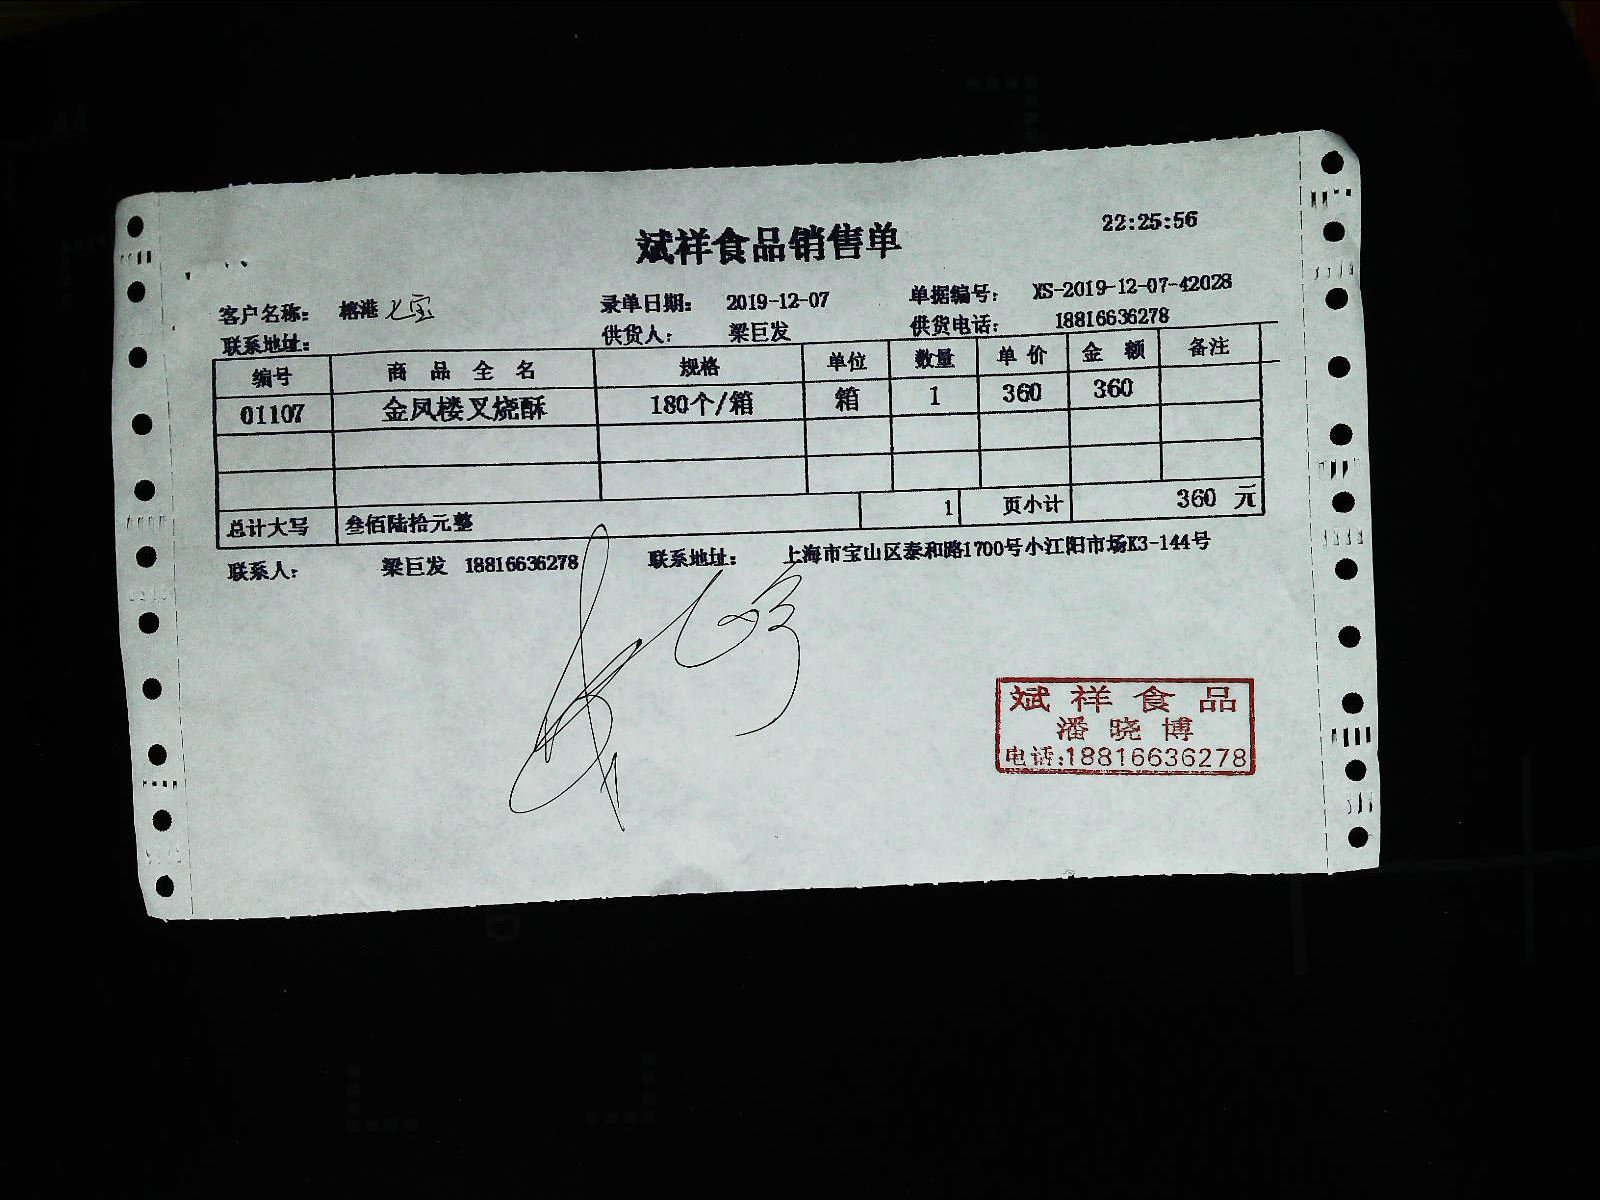 斌祥食品销售单 22:25:56
客户名称： 榕港 七宝 录单日期： 2019-12-07 单据编号： XS-2019-12-07-42028
联系地址： 供货人： 梁巨发 供货电话： 18816636278
编号 商品全名 规格 单位 数量 单价 金额 备注
01107 金凤楼叉烧酥 180个/箱 箱 1 360 360
总计大写 叁佰陆拾元整 1 页小计 360 元
联系人： 梁巨发 18816636278 联系地址： 上海市宝山区泰和路1700号小江阳市场K3-144号
斌祥食品
潘晓博
电话:18816636278